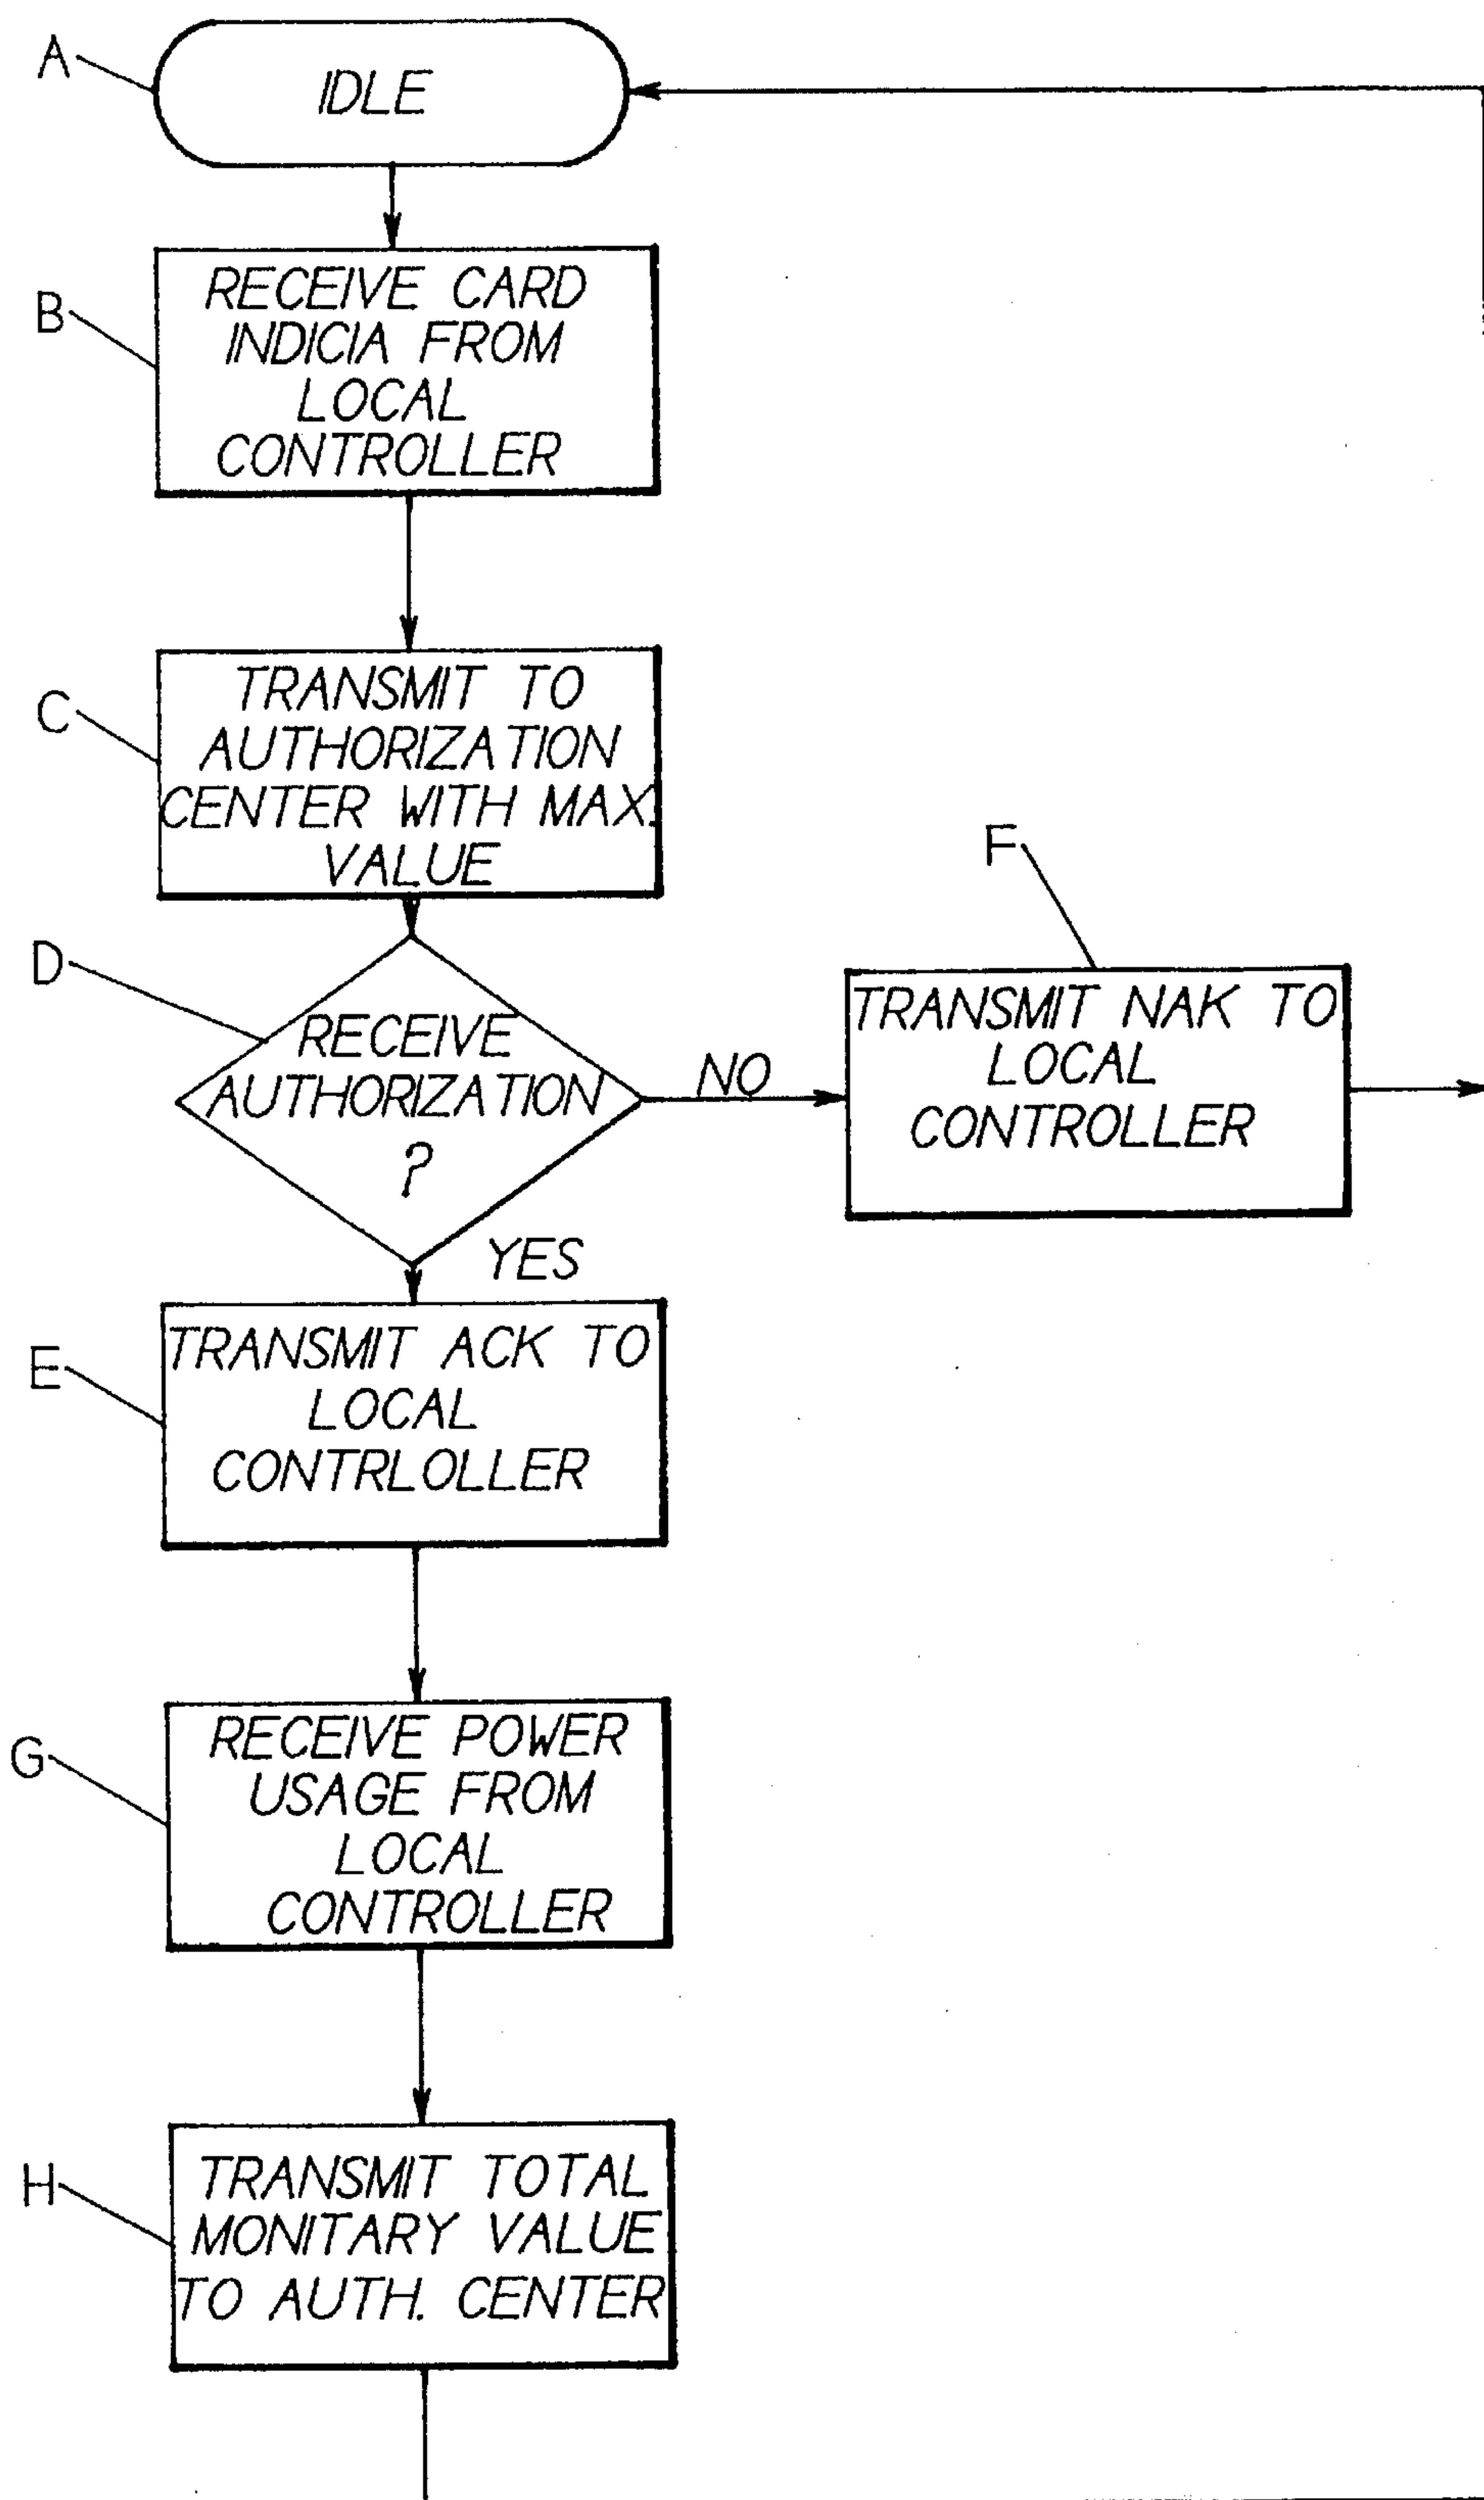 A
IDLE
B
RECEIVE CARD
INDICIA FROM
LOCAL
CONTROLLER
C
TRANSMIT TO
AUTHORIZATION
CENTER WITH MAX.
VALUE
D
RECEIVE
AUTHORIZATION
?
NO
F
TRANSMIT NAK TO
LOCAL
CONTROLLER
YES
E
TRANSMIT ACK TO
LOCAL
CONTRLOLLER
G
RECEIVE POWER
USAGE FROM
LOCAL
CONTROLLER
H
TRANSMIT TOTAL
MONITARY VALUE
TO AUTH. CENTER